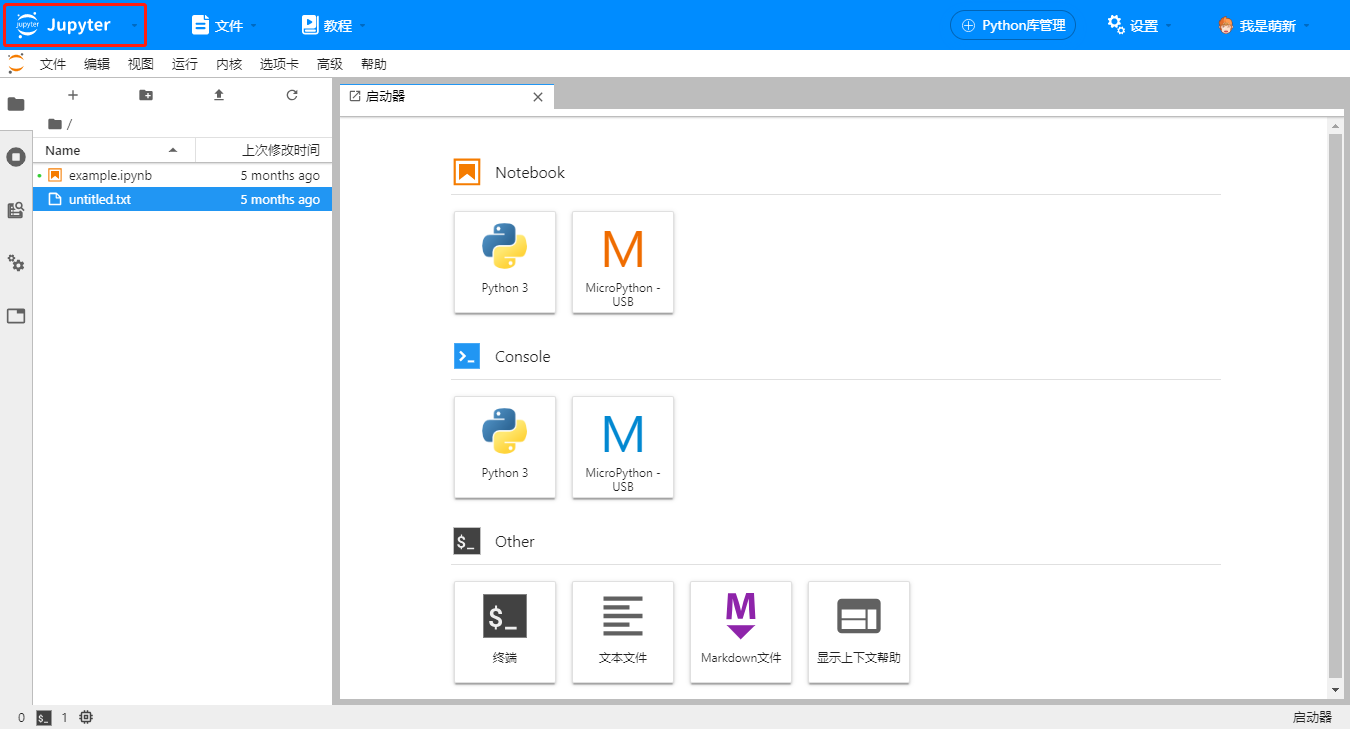 jupyter Jupyter 文件 教程 Python库管理 设置 我是萌新
文件 编辑 视图 运行 内核 选项卡 高级 帮助
启动器
/
Name 上次修改时间
example.ipynb 5 months ago
untitled.txt 5 months ago
Notebook
Python 3
M
MicroPython -
USB
Console
Python 3
M
MicroPython -
USB
$_ Other
$_
终端
文本文件
M
Markdown文件
显示上下文帮助
0 $_ 1 启动器